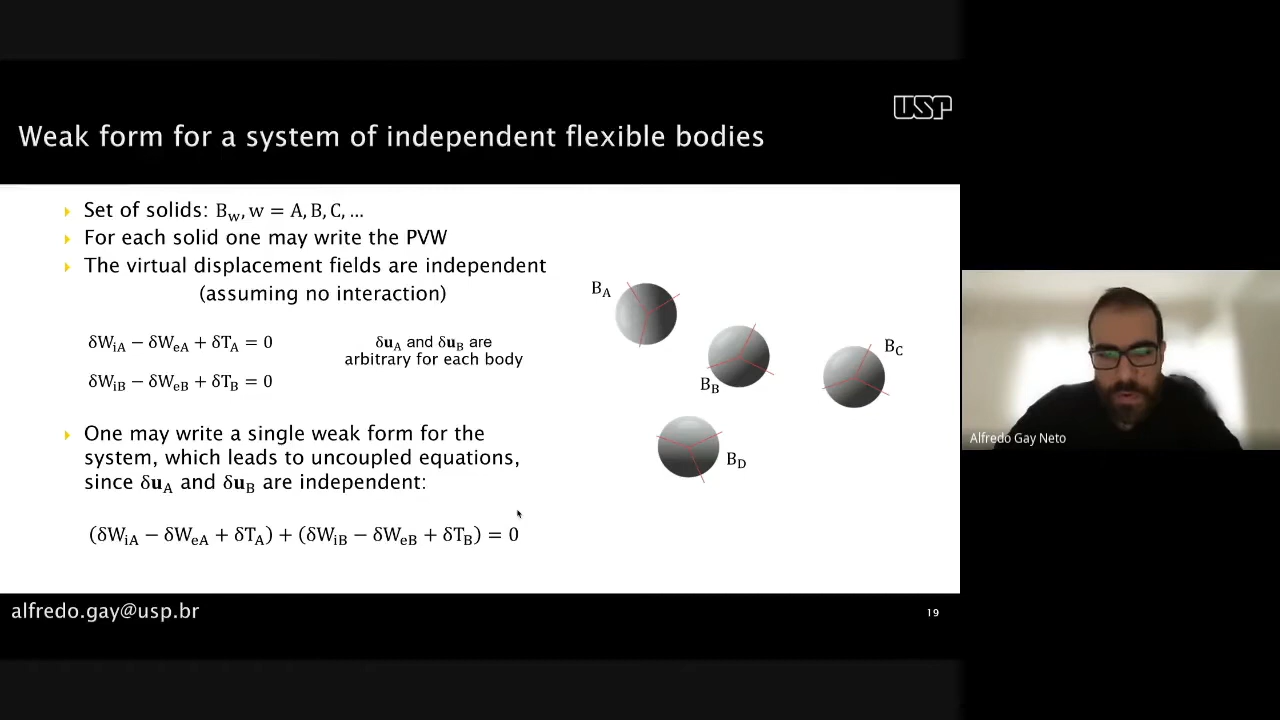 USP
Weak form for a system of independent flexible bodies
Set of solids: B_w, w = A, B, C, …
For each solid one may write the PVW
The virtual displacement fields are independent
(assuming no interaction)
δW_iA − δW_eA + δT_A = 0
δW_iB − δW_eB + δT_B = 0
δu_A and δu_B are
arbitrary for each body
One may write a single weak form for the
system, which leads to uncoupled equations,
since δu_A and δu_B are independent:
(δW_iA − δW_eA + δT_A) + (δW_iB − δW_eB + δT_B) = 0
B_A
B_B
B_C
B_D
alfredo.gay@usp.br
19
Alfredo Gay Neto